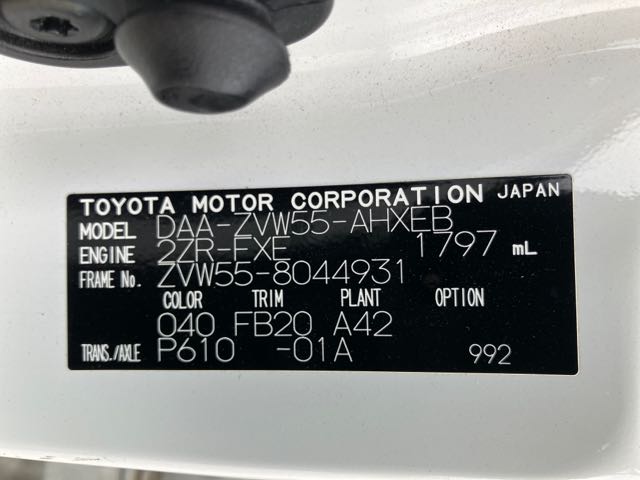 TOYOTA MOTOR CORPORATION JAPAN
MODEL DAA-ZVW55-AHXEB
ENGINE 2ZR-FXE 1797 mL
FRAME No. ZVW55-8044931
COLOR TRIM PLANT OPTION
040 FB20 A42
TRANS./AXLE P610 -01A 992